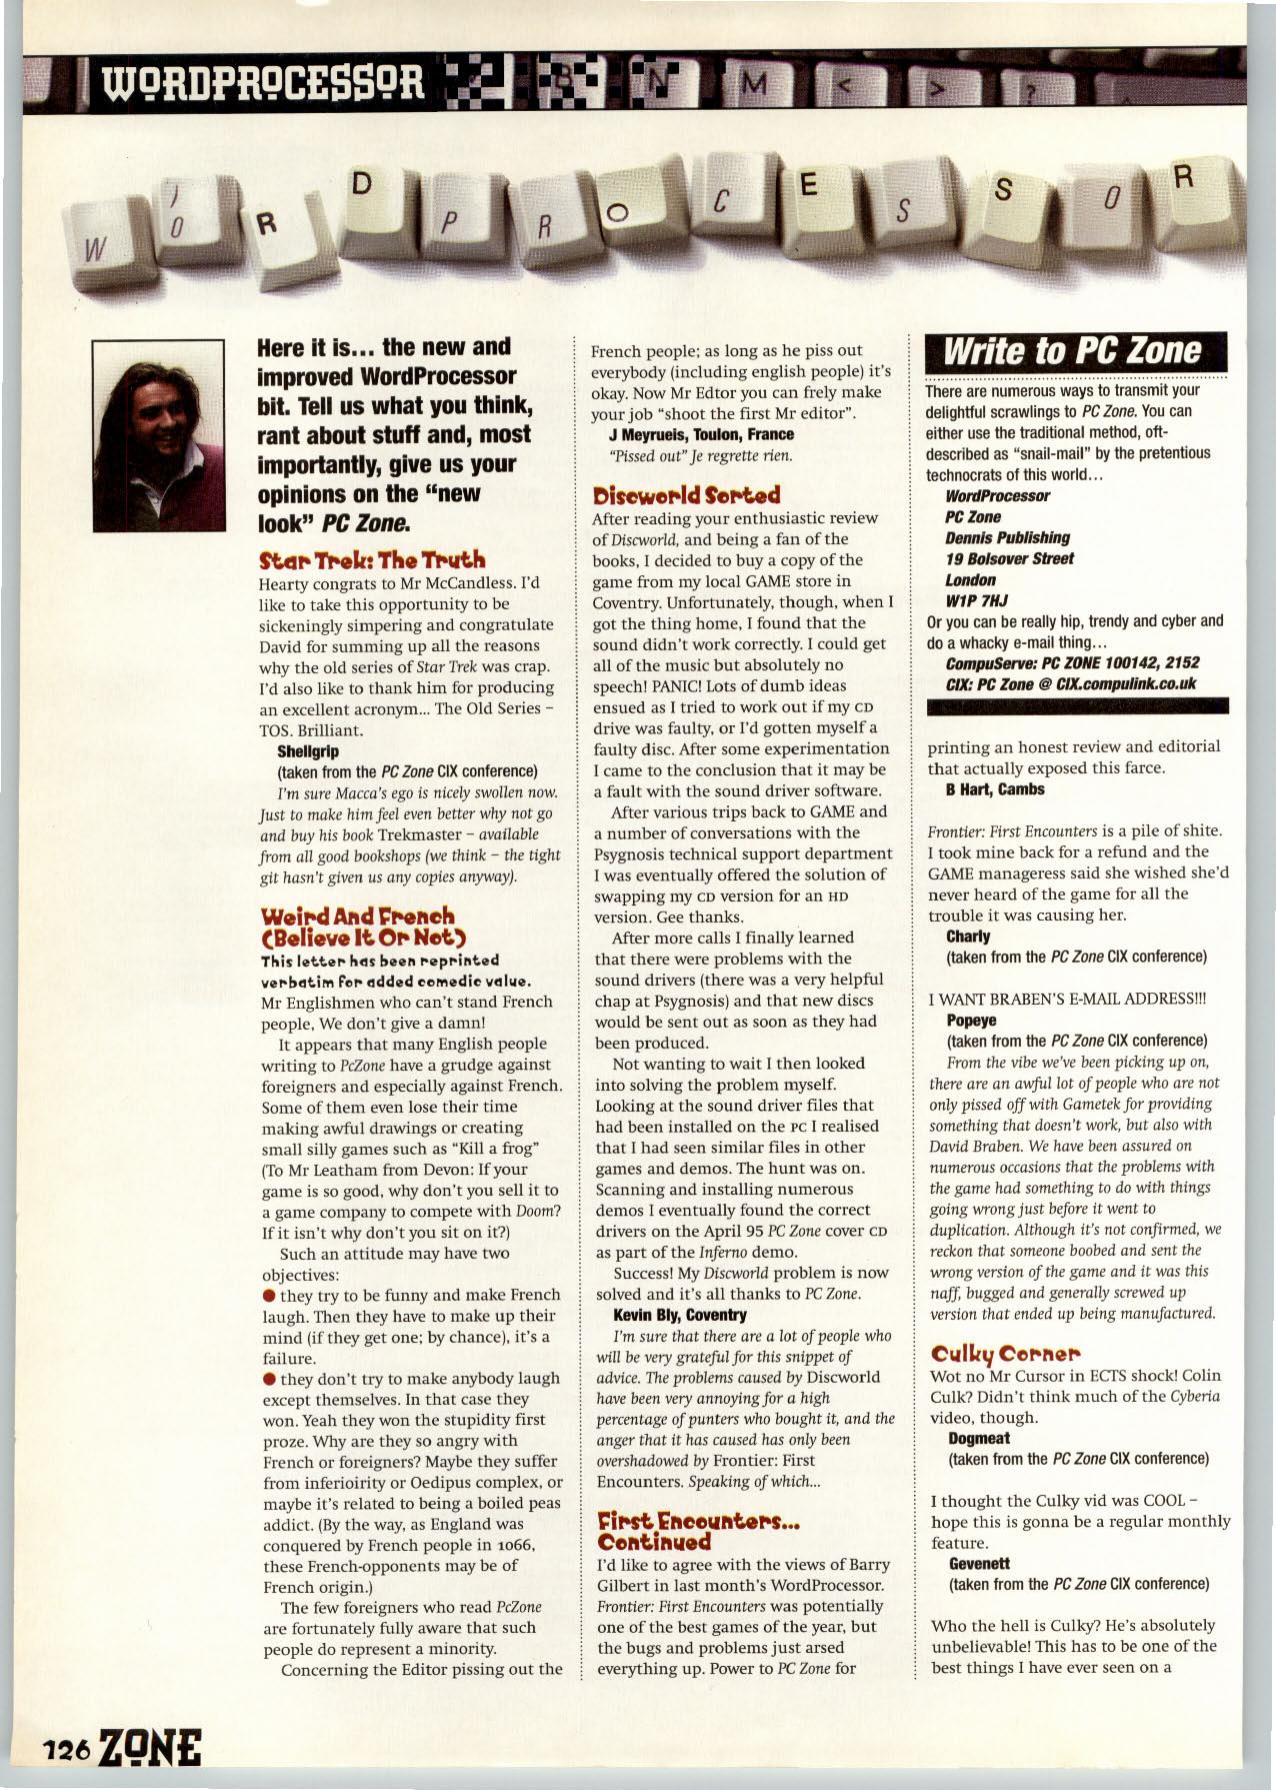 WORDPROCESSOR
B N M < > ?
W O R D P R O C E S S O R
Here it is... the new and
improved WordProcessor
bit. Tell us what you think,
rant about stuff and, most
importantly, give us your
opinions on the “new
look” PC Zone.
Star Trek: The Truth
Hearty congrats to Mr McCandless. I'd
like to take this opportunity to be
sickeningly simpering and congratulate
David for summing up all the reasons
why the old series of Star Trek was crap.
I'd also like to thank him for producing
an excellent acronym... The Old Series –
TOS. Brilliant.
Shellgrip
(taken from the PC Zone CIX conference)
I'm sure Macca's ego is nicely swollen now.
Just to make him feel even better why not go
and buy his book Trekmaster – available
from all good bookshops (we think – the tight
git hasn't given us any copies anyway).
Weird And French
(Believe It Or Not)
This letter has been reprinted
verbatim for added comedic value.
Mr Englishmen who can't stand French
people, We don't give a damn!
It appears that many English people
writing to PcZone have a grudge against
foreigners and especially against French.
Some of them even lose their time
making awful drawings or creating
small silly games such as “Kill a frog”
(To Mr Leatham from Devon: If your
game is so good, why don't you sell it to
a game company to compete with Doom?
If it isn't why don't you sit on it?)
Such an attitude may have two
objectives:
● they try to be funny and make French
laugh. Then they have to make up their
mind (if they get one; by chance), it's a
failure.
● they don't try to make anybody laugh
except themselves. In that case they
won. Yeah they won the stupidity first
proze. Why are they so angry with
French or foreigners? Maybe they suffer
from inferioirity or Oedipus complex, or
maybe it's related to being a boiled peas
addict. (By the way, as England was
conquered by French people in 1066,
these French-opponents may be of
French origin.)
The few foreigners who read PcZone
are fortunately fully aware that such
people do represent a minority.
Concerning the Editor pissing out the
French people; as long as he piss out
everybody (including english people) it's
okay. Now Mr Edtor you can frely make
your job “shoot the first Mr editor”.
J Meyrueis, Toulon, France
“Pissed out” Je regrette rien.
Discworld Sorted
After reading your enthusiastic review
of Discworld, and being a fan of the
books, I decided to buy a copy of the
game from my local GAME store in
Coventry. Unfortunately, though, when I
got the thing home, I found that the
sound didn't work correctly. I could get
all of the music but absolutely no
speech! PANIC! Lots of dumb ideas
ensued as I tried to work out if my CD
drive was faulty, or I'd gotten myself a
faulty disc. After some experimentation
I came to the conclusion that it may be
a fault with the sound driver software.
After various trips back to GAME and
a number of conversations with the
Psygnosis technical support department
I was eventually offered the solution of
swapping my CD version for an HD
version. Gee thanks.
After more calls I finally learned
that there were problems with the
sound drivers (there was a very helpful
chap at Psygnosis) and that new discs
would be sent out as soon as they had
been produced.
Not wanting to wait I then looked
into solving the problem myself.
Looking at the sound driver files that
had been installed on the PC I realised
that I had seen similar files in other
games and demos. The hunt was on.
Scanning and installing numerous
demos I eventually found the correct
drivers on the April 95 PC Zone cover CD
as part of the Inferno demo.
Success! My Discworld problem is now
solved and it's all thanks to PC Zone.
Kevin Bly, Coventry
I'm sure that there are a lot of people who
will be very grateful for this snippet of
advice. The problems caused by Discworld
have been very annoying for a high
percentage of punters who bought it, and the
anger that it has caused has only been
overshadowed by Frontier: First
Encounters. Speaking of which...
First Encounters...
Continued
I'd like to agree with the views of Barry
Gilbert in last month's WordProcessor.
Frontier: First Encounters was potentially
one of the best games of the year, but
the bugs and problems just arsed
everything up. Power to PC Zone for
Write to PC Zone
There are numerous ways to transmit your
delightful scrawlings to PC Zone. You can
either use the traditional method, oft-
described as “snail-mail” by the pretentious
technocrats of this world...
WordProcessor
PC Zone
Dennis Publishing
19 Bolsover Street
London
W1P 7HJ
Or you can be really hip, trendy and cyber and
do a whacky e-mail thing...
CompuServe: PC ZONE 100142, 2152
CIX: PC Zone @ CIX.compulink.co.uk
printing an honest review and editorial
that actually exposed this farce.
B Hart, Cambs
Frontier: First Encounters is a pile of shite.
I took mine back for a refund and the
GAME manageress said she wished she'd
never heard of the game for all the
trouble it was causing her.
Charly
(taken from the PC Zone CIX conference)
I WANT BRABEN'S E-MAIL ADDRESS!!!
Popeye
(taken from the PC Zone CIX conference)
From the vibe we've been picking up on,
there are an awful lot of people who are not
only pissed off with Gametek for providing
something that doesn't work, but also with
David Braben. We have been assured on
numerous occasions that the problems with
the game had something to do with things
going wrong just before it went to
duplication. Although it's not confirmed, we
reckon that someone boobed and sent the
wrong version of the game and it was this
naff, bugged and generally screwed up
version that ended up being manufactured.
Culky Corner
Wot no Mr Cursor in ECTS shock! Colin
Culk? Didn't think much of the Cyberia
video, though.
Dogmeat
(taken from the PC Zone CIX conference)
I thought the Culky vid was COOL –
hope this is gonna be a regular monthly
feature.
Gevenett
(taken from the PC Zone CIX conference)
Who the hell is Culky? He's absolutely
unbelievable! This has to be one of the
best things I have ever seen on a
126 ZONE